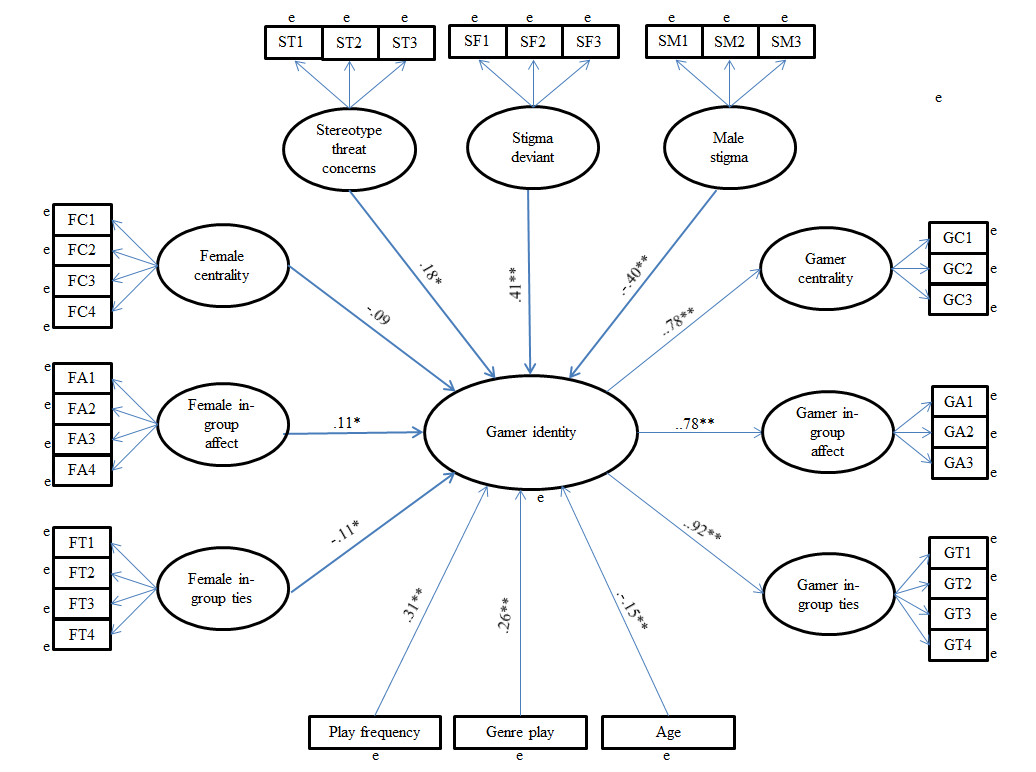 e e e e e e e e e
ST1 ST2 ST3 SF1 SF2 SF3 SM1 SM2 SM3
e
Stereotype
threat
concerns
Stigma
deviant
Male
stigma
e FC1
e FC2
e FC3
FC4
e
Female
centrality
.18*
.41**
-.40**
-.09
Gamer
centrality
GC1 e
GC2 e
GC3
e
..78**
e
FA1
e FA2
e FA3
FA4
e
Female in-
group
affect
.11*
Gamer identity
e
..78**
Gamer in-
group
affect
GA1 e
GA2 e
GA3
e
e FT1
e FT2
e FT3
FT4
e
Female in-
group ties
-.11*
.31**
.26**
-.15**
..92**
Gamer in-
group ties
e
GT1
e
GT2
GT3 e
GT4
e
Play frequency Genre play Age
e e e